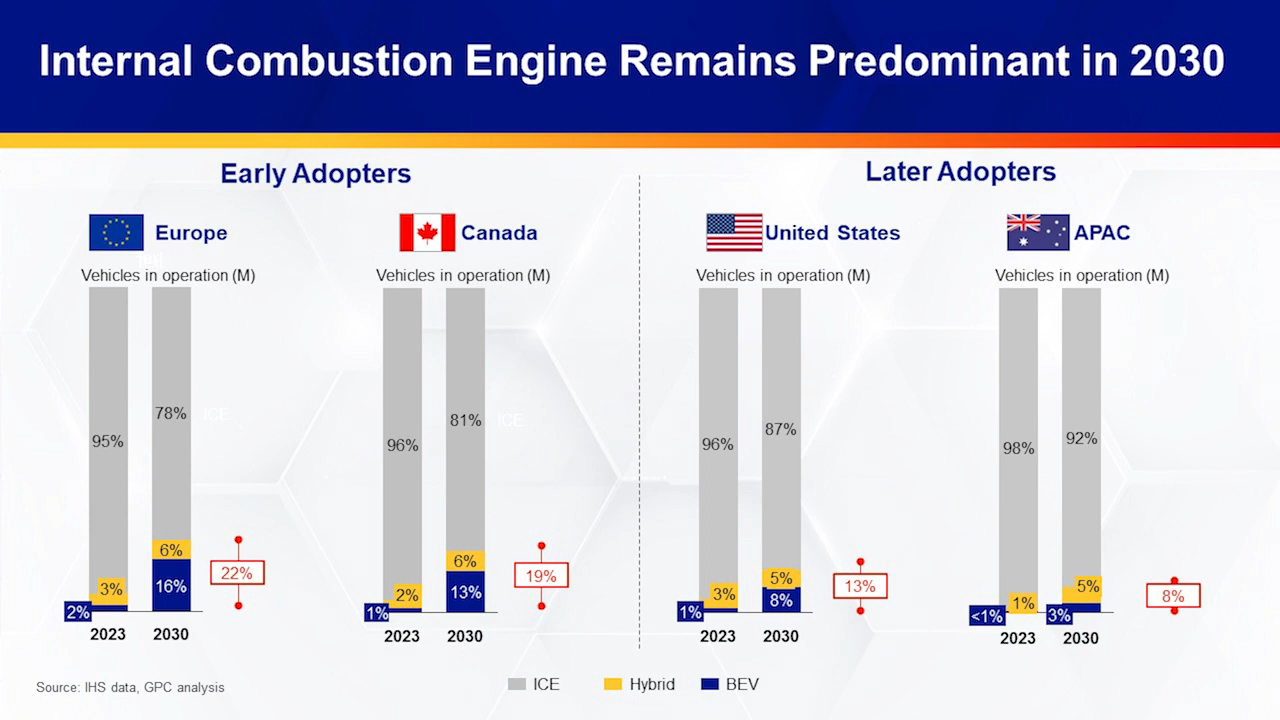 Internal Combustion Engine Remains Predominant in 2030
Early Adopters
Later Adopters
Europe
Canada
United States
APAC
Vehicles in operation (M)
Vehicles in operation (M)
Vehicles in operation (M)
Vehicles in operation (M)
95%
3%
2%
2023
78%
ICE
6%
16%
2030
22%
96%
2%
1%
2023
81%
ICE
6%
13%
2030
19%
96%
3%
1%
2023
87%
5%
8%
2030
13%
98%
1%
<1%
2023
92%
5%
3%
2030
8%
Source: IHS data, GPC analysis
ICE
Hybrid
BEV